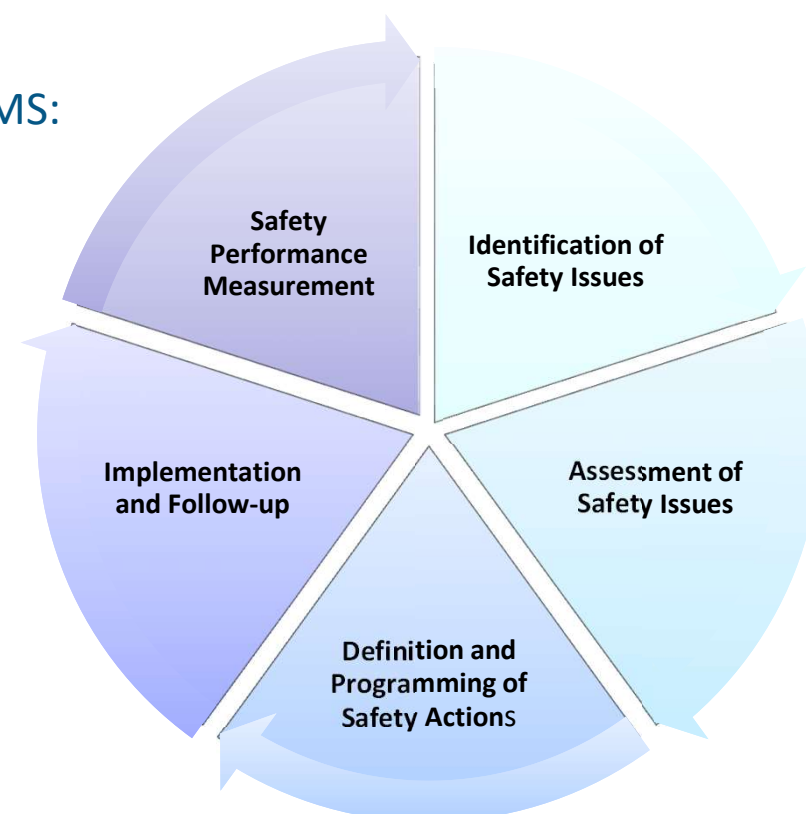 MS:
Safety
Performance
Measurement
Identification of
Safety Issues
Assessment of
Safety Issues
Definition and
Programming of
Safety Actions
Implementation
and Follow-up